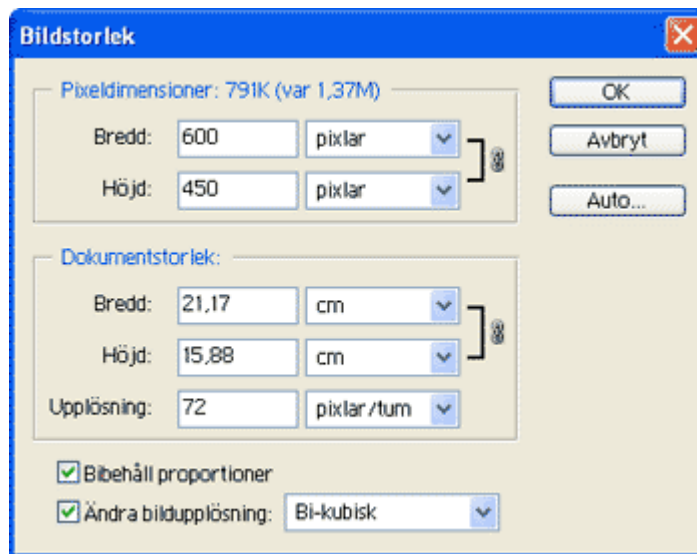 Bildstorlek
Pixeldimensioner: 791K (var 1,37M)
Bredd: 600 pixlar
Höjd: 450 pixlar
OK
Avbryt
Auto...
Dokumentstorlek:
Bredd: 21,17 cm
Höjd: 15,88 cm
Upplösning: 72 pixlar/tum
Bibehåll proportioner
Ändra bildupplösning: Bi-kubisk